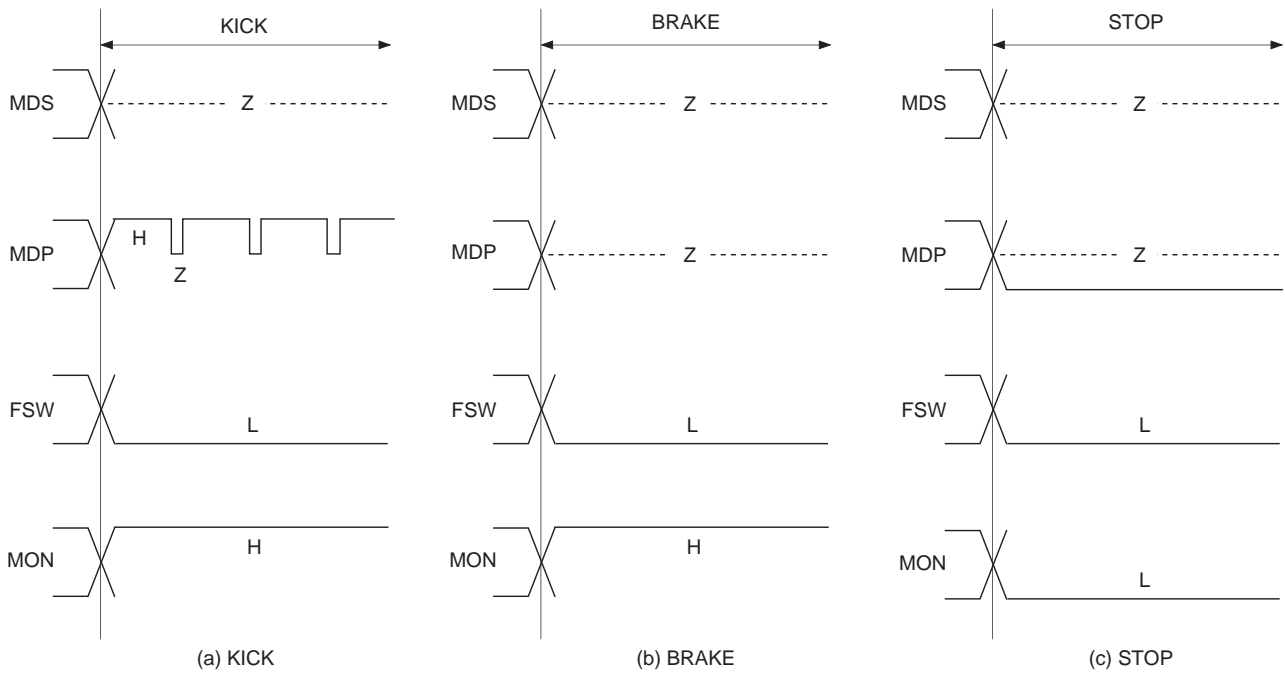 KICK
MDS
Z
MDP
H
Z
FSW
L
MON
H
(a) KICK
BRAKE
MDS
Z
MDP
Z
FSW
L
MON
H
(b) BRAKE
STOP
MDS
Z
MDP
Z
FSW
L
MON
L
(c) STOP